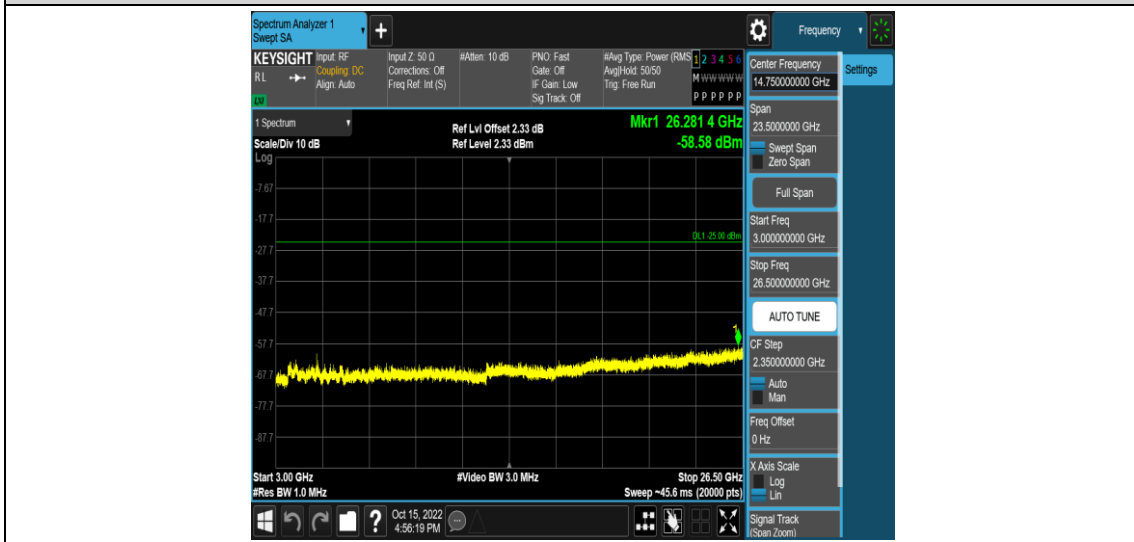 Spectrum Analyzer 1
Swept SA
+
Frequency
KEYSIGHT
RL
Input: RF
Coupling: DC
Align: Auto
Input Z: 50 Ω
Corrections: Off
Freq Ref: Int (S)
#Atten: 10 dB
PNO: Fast
Gate: Off
IF Gain: Low
Sig Track: Off
#Avg Type: Power (RMS
Avg|Hold: 50/50
Trig: Free Run
1 2 3 4 5 6
M W W W W W
P P P P P P
Center Frequency
14.750000000 GHz
Settings
Span
23.5000000 GHz
Swept Span
Zero Span
Full Span
Start Freq
3.000000000 GHz
Stop Freq
26.500000000 GHz
AUTO TUNE
CF Step
2.350000000 GHz
Auto
Man
Freq Offset
0 Hz
X Axis Scale
Log
Lin
Signal Track
(Span Zoom)
1 Spectrum
Scale/Div 10 dB
Log
Ref Lvl Offset 2.33 dB
Ref Level 2.33 dBm
Mkr1 26.281 4 GHz
-58.58 dBm
-7.67
-17.7
DL1 -25.00 dBm
-27.7
-37.7
-47.7
1
-57.7
-67.7
-77.7
-87.7
Start 3.00 GHz
#Res BW 1.0 MHz
#Video BW 3.0 MHz
Stop 26.50 GHz
Sweep ~45.6 ms (20000 pts)
?
Oct 15, 2022
4:56:19 PM